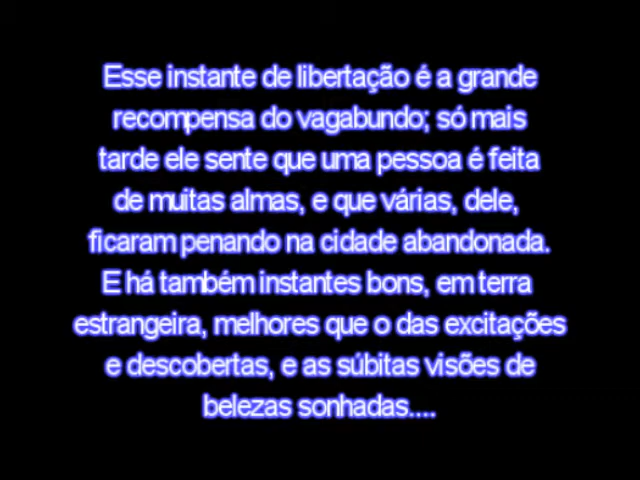 Esse instante de libertação é a grande
recompensa do vagabundo; só mais
tarde ele sente que uma pessoa é feita
de muitas almas, e que várias, dele,
ficaram penando na cidade abandonada.
E há também instantes bons, em terra
estrangeira, melhores que o das excitações
e descobertas, e as súbitas visões de
belezas sonhadas....